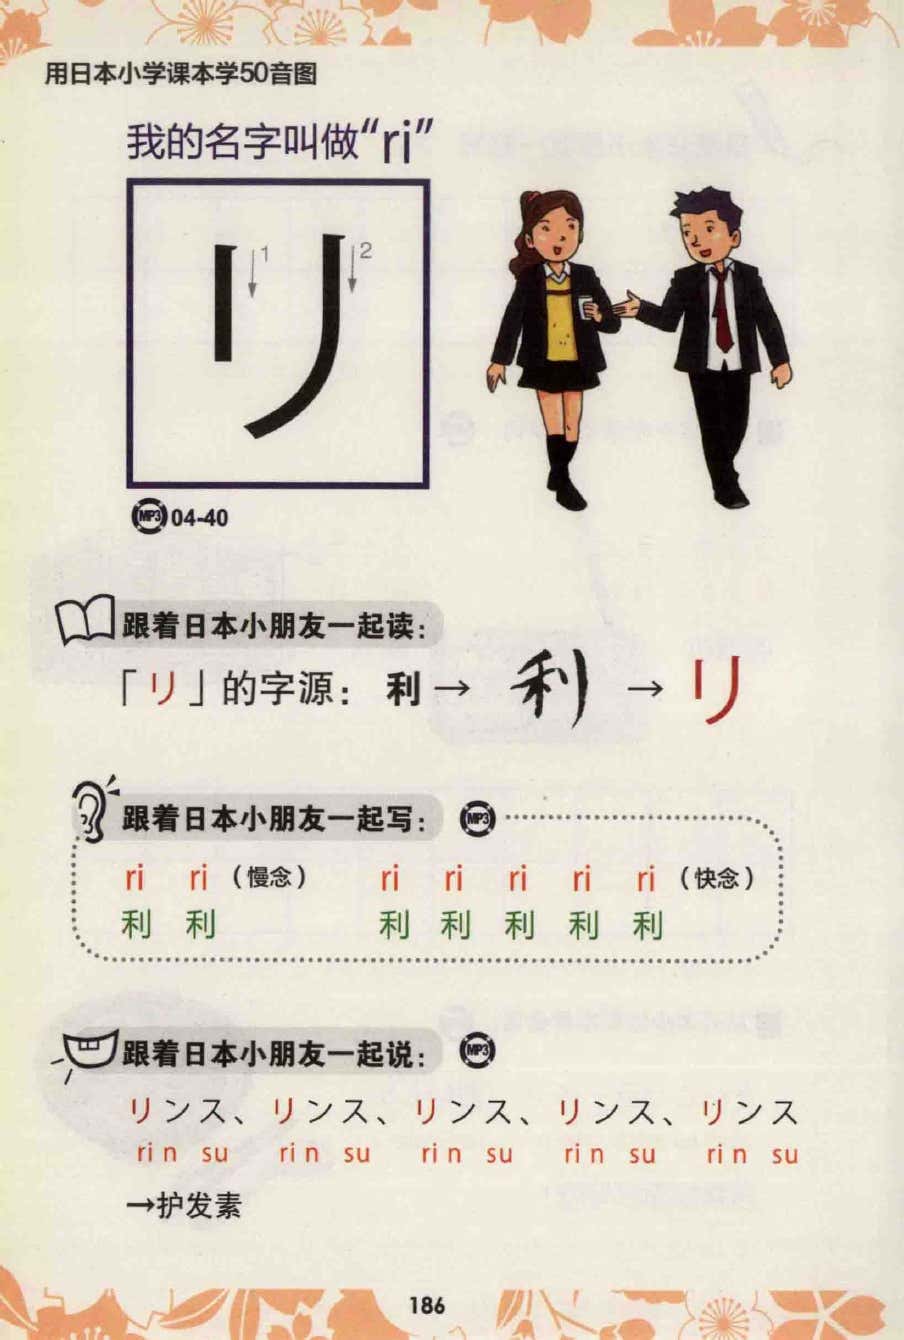 用日本小学课本学50音图
我的名字叫做“ri”
リ
1
2
MP3 04-40
跟着日本小朋友一起读：
「リ」的字源：利→利→リ
跟着日本小朋友一起写： MP3
ri ri（慢念） ri ri ri ri ri（快念）
利 利 利 利 利 利 利
跟着日本小朋友一起说： MP3
リンス、リンス、リンス、リンス、リンス
rin su rin su rin su rin su rin su
→护发素
186